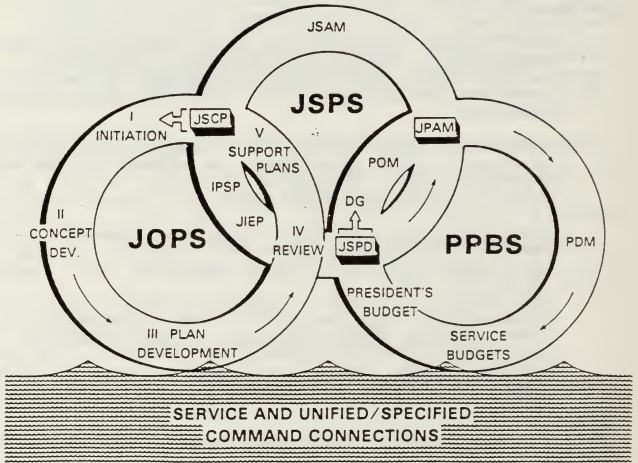 JSAM
JSPS
JSCP
I
INITIATION
V
SUPPORT
PLANS
IPSP
JIEP
II
CONCEPT
DEV.
JOPS
IV
REVIEW
III PLAN
DEVELOPMENT
JPAM
POM
DG
JSPD
PPBS
PDM
PRESIDENT'S
BUDGET
SERVICE
BUDGETS
SERVICE AND UNIFIED/SPECIFIED
COMMAND CONNECTIONS